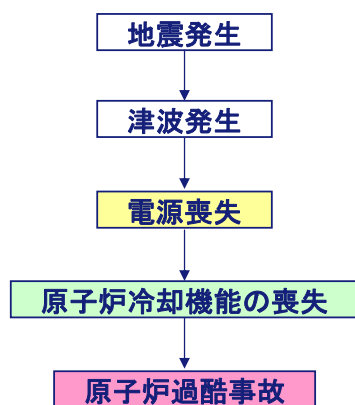 地震発生
津波発生
電源喪失
原子炉冷却機能の喪失
原子炉過酷事故